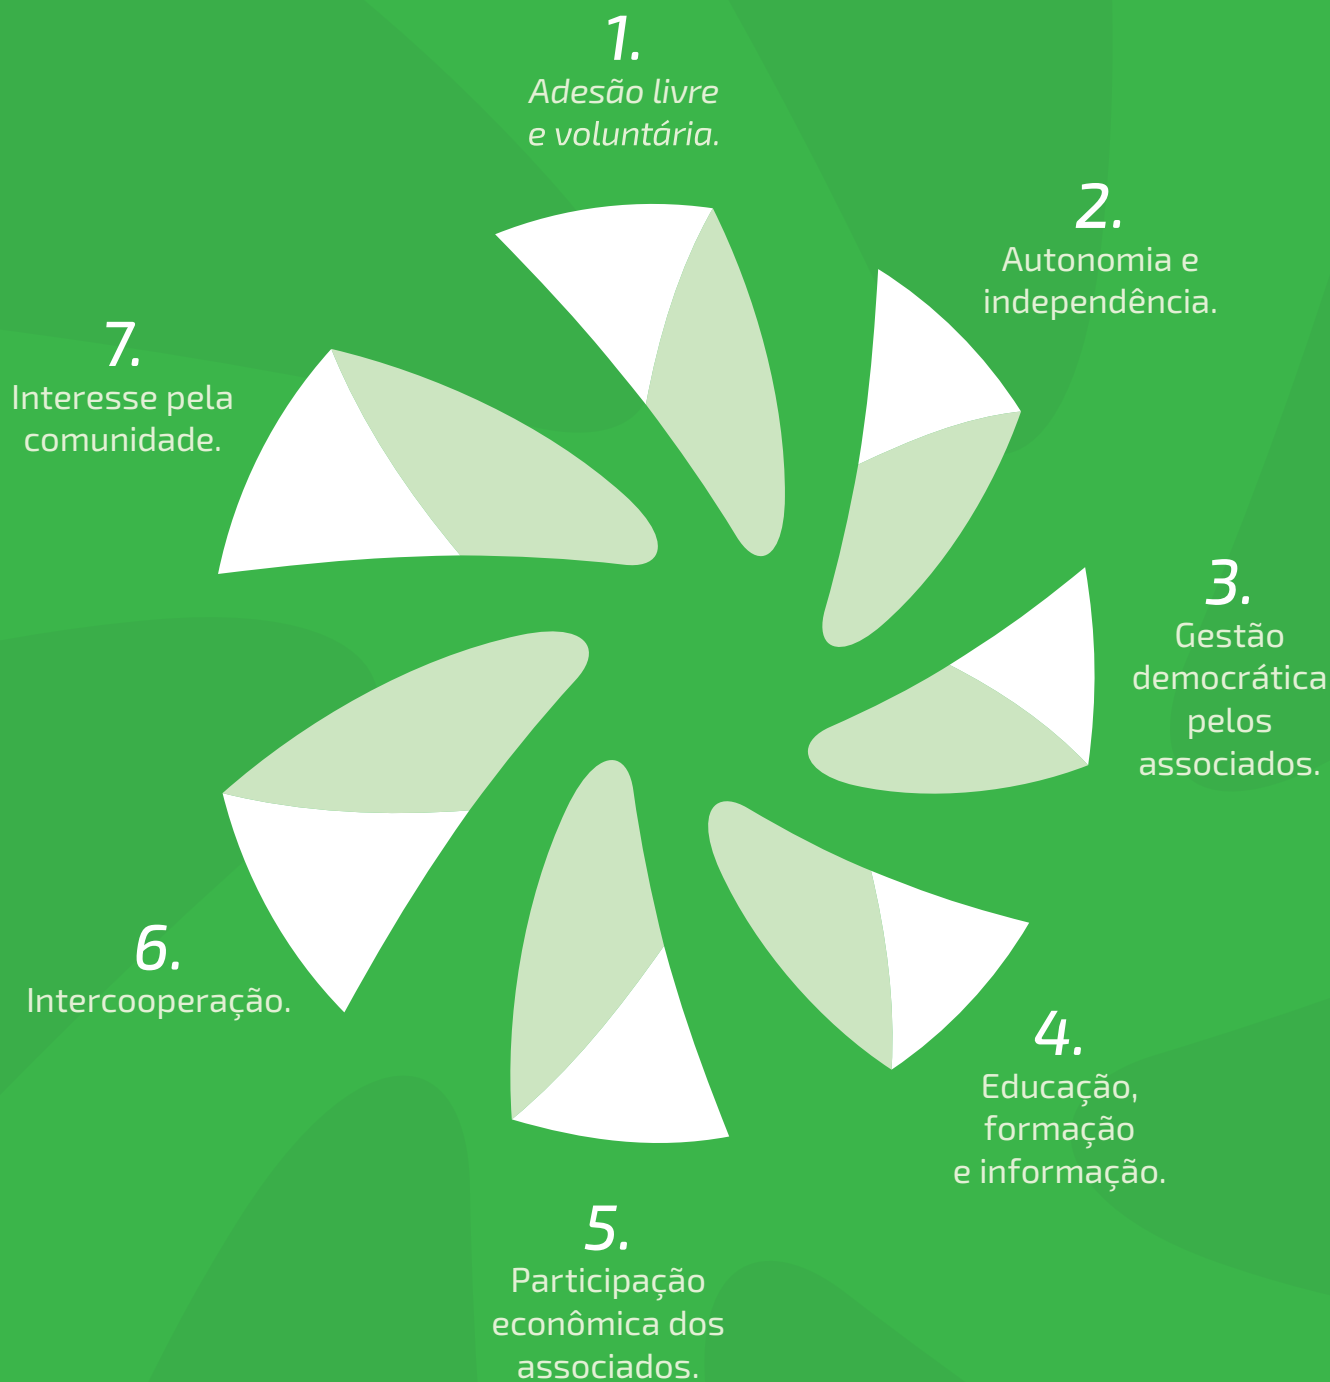 1.
Adesão livre
e voluntária.
2.
Autonomia e
independência.
3.
Gestão
democrática
pelos
associados.
4.
Educação,
formação
e informação.
5.
Participação
econômica dos
associados.
6.
Intercooperação.
7.
Interesse pela
comunidade.